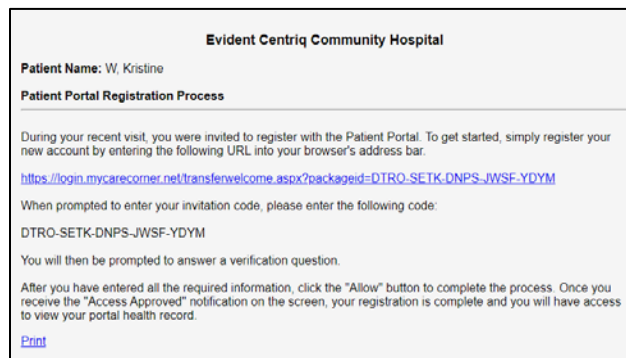 Evident Centriq Community Hospital
Patient Name: W, Kristine
Patient Portal Registration Process
During your recent visit, you were invited to register with the Patient Portal. To get started, simply register your
new account by entering the following URL into your browser's address bar.
https://login.mycarecorner.net/transferwelcome.aspx?packageid=DTRO-SETK-DNPS-JWSF-YDYM
When prompted to enter your invitation code, please enter the following code:
DTRO-SETK-DNPS-JWSF-YDYM
You will then be prompted to answer a verification question.
After you have entered all the required information, click the "Allow" button to complete the process. Once you
receive the "Access Approved" notification on the screen, your registration is complete and you will have access
to view your portal health record.
Print